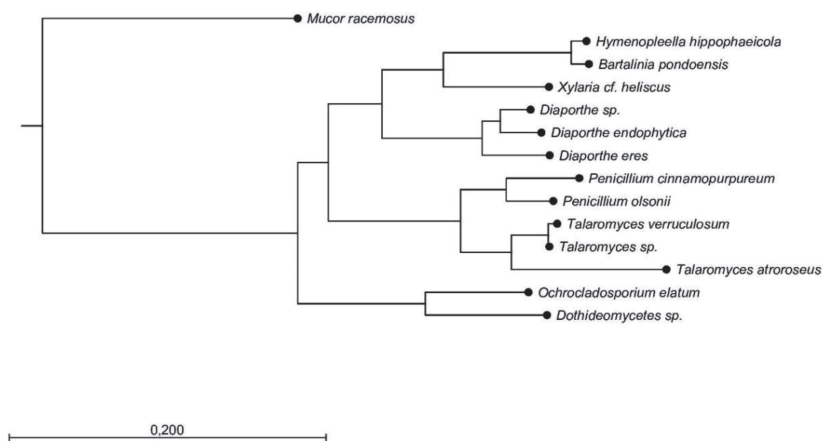 Mucor racemosus
Hymenopleella hippophaeicola
Bartalinia pondoensis
Xylaria cf. heliscus
Diaporthe sp.
Diaporthe endophytica
Diaporthe eres
Penicillium cinnamopurpureum
Penicillium olsonii
Talaromyces verruculosum
Talaromyces sp.
Talaromyces atroroseus
Ochrocladosporium elatum
Dothideomycetes sp.
0,200